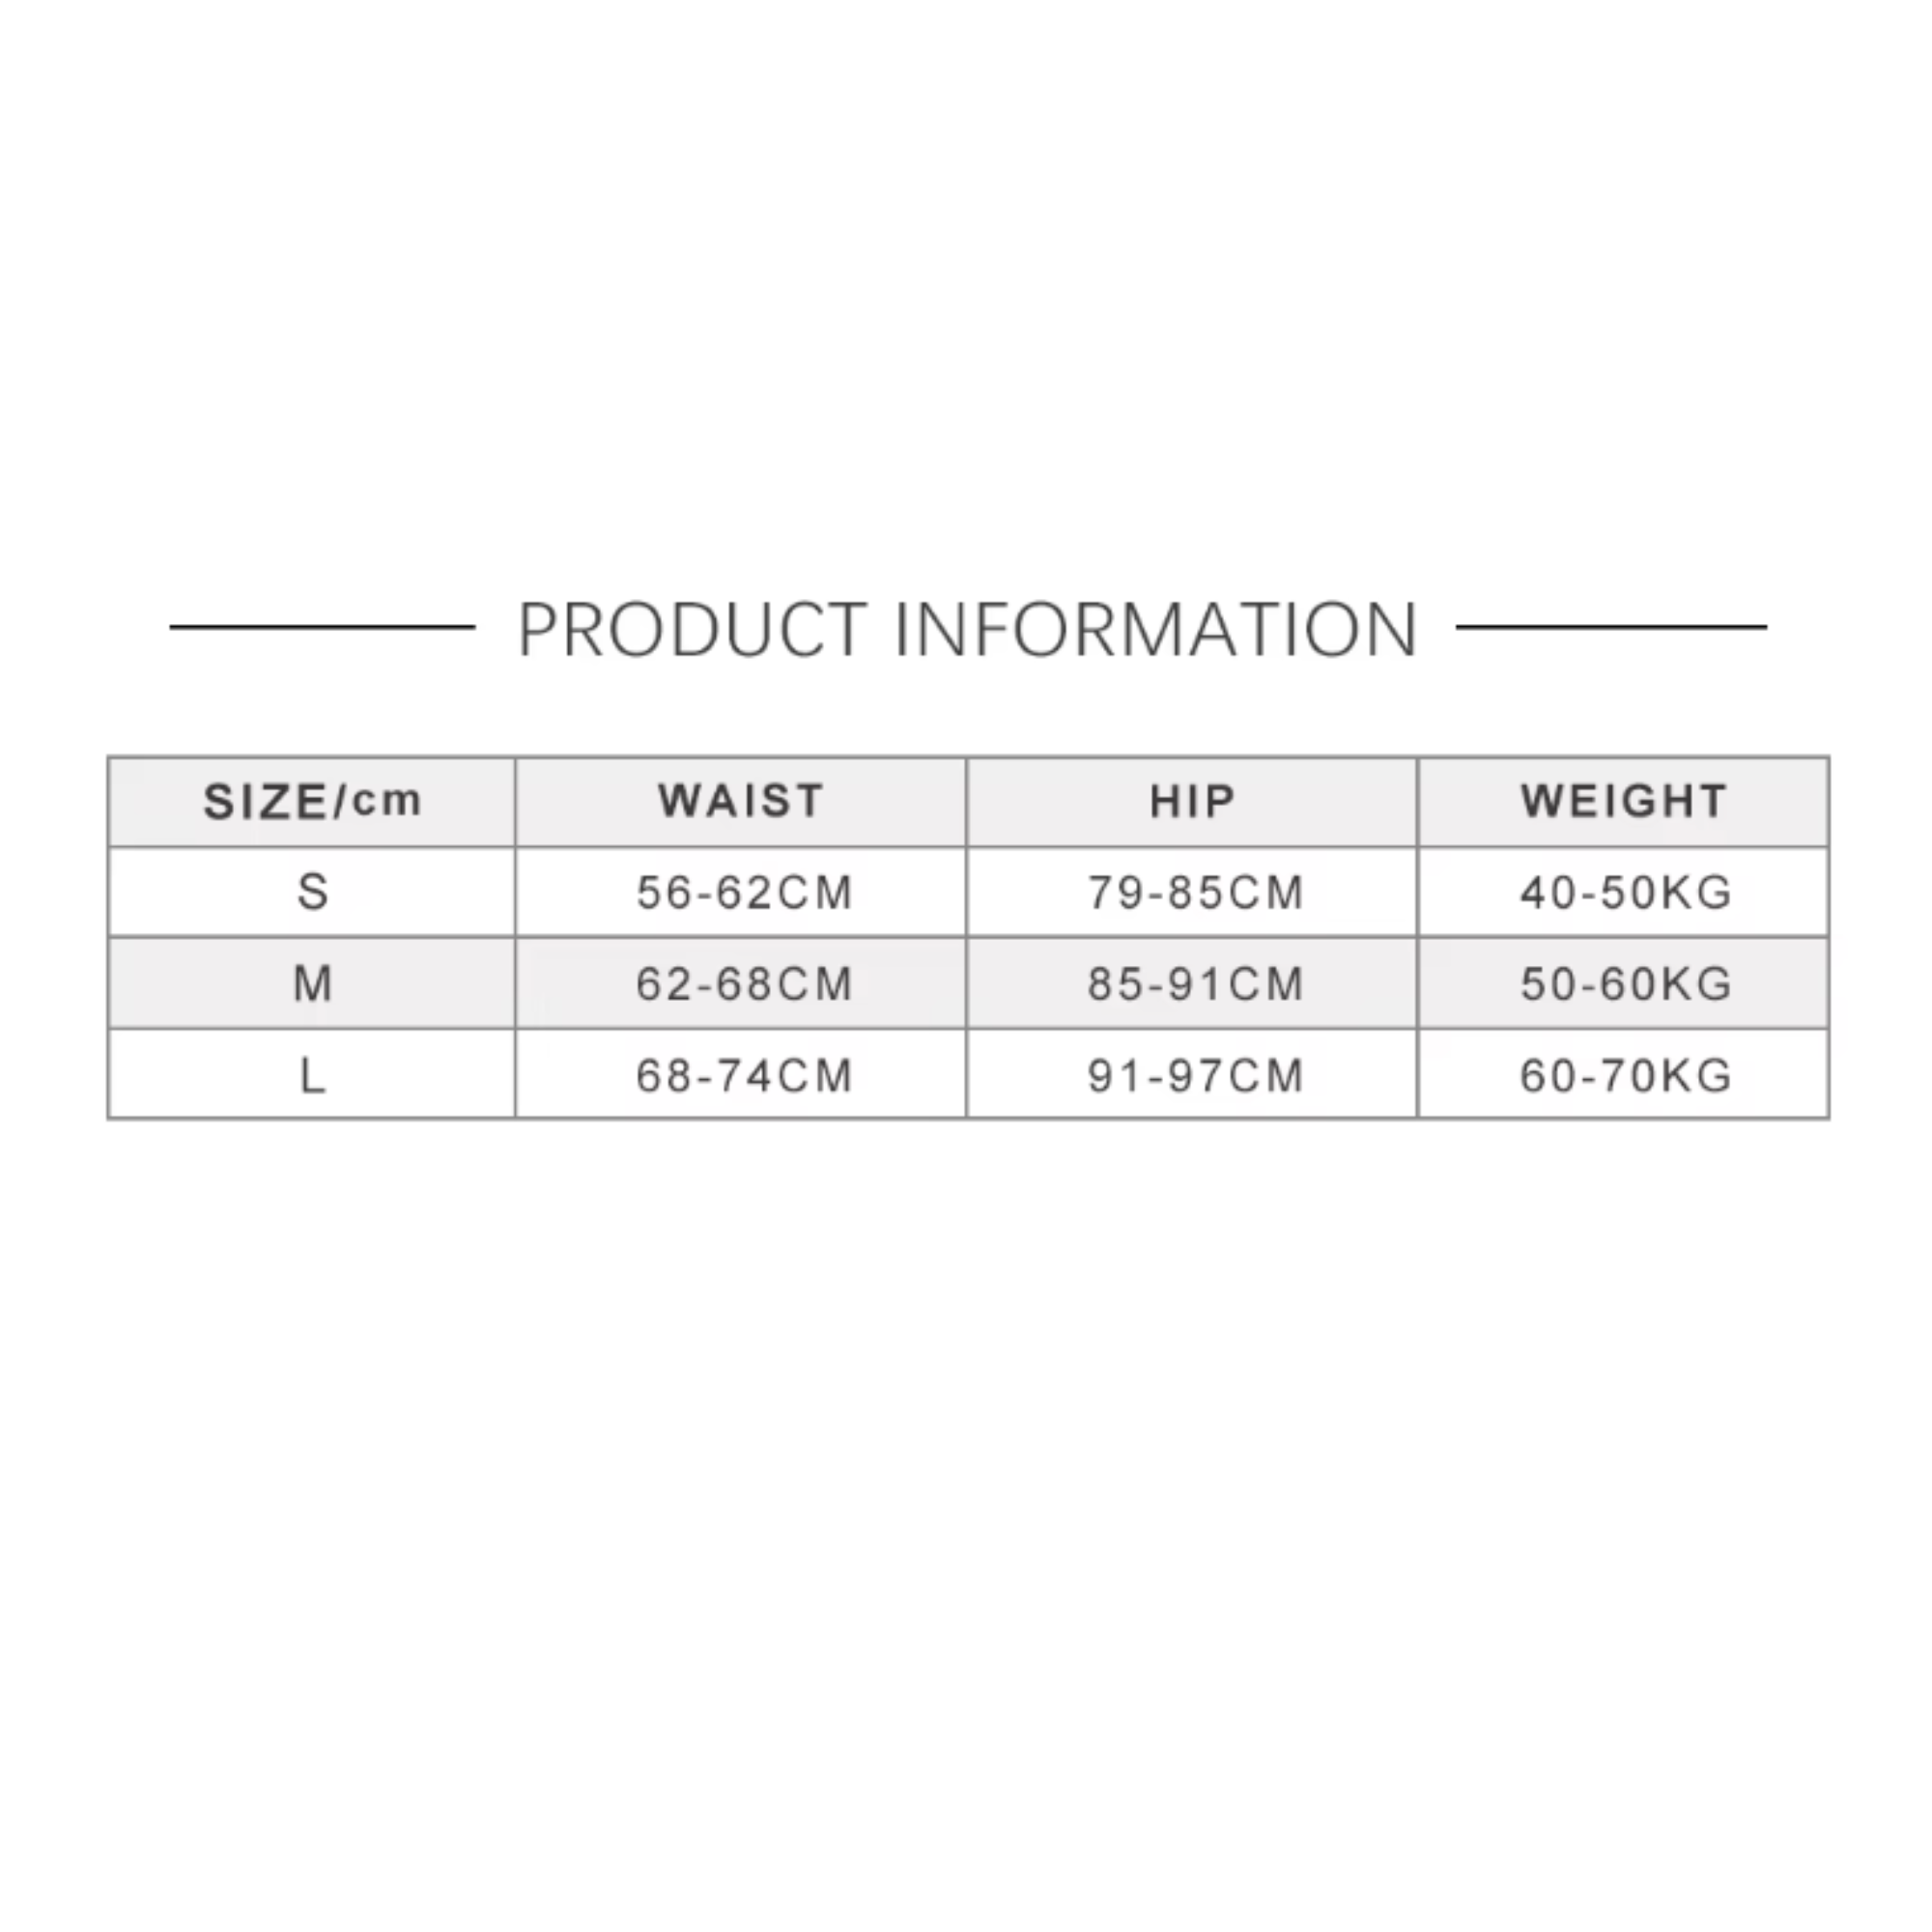 PRODUCT INFORMATION
SIZE/cm WAIST HIP WEIGHT
S 56-62CM 79-85CM 40-50KG
M 62-68CM 85-91CM 50-60KG
L 68-74CM 91-97CM 60-70KG